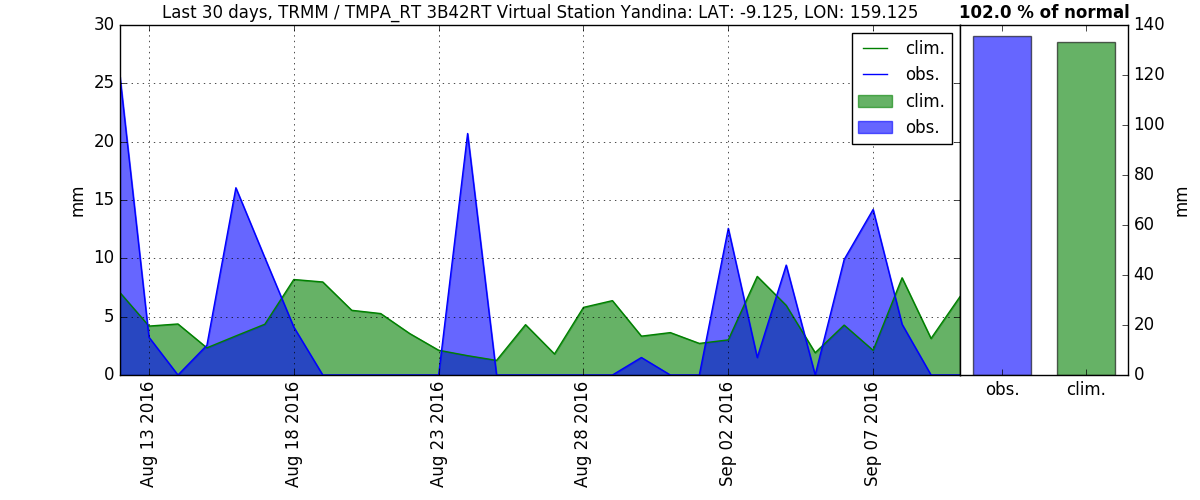 Last 30 days, TRMM / TMPA_RT 3B42RT Virtual Station Yandina: LAT: -9.125, LON: 159.125
102.0 % of normal
30
25
20
15
10
5
0
mm
clim.
obs.
clim.
obs.
140
120
100
80
60
40
20
0
mm
Aug 13 2016
Aug 18 2016
Aug 23 2016
Aug 28 2016
Sep 02 2016
Sep 07 2016
obs.
clim.